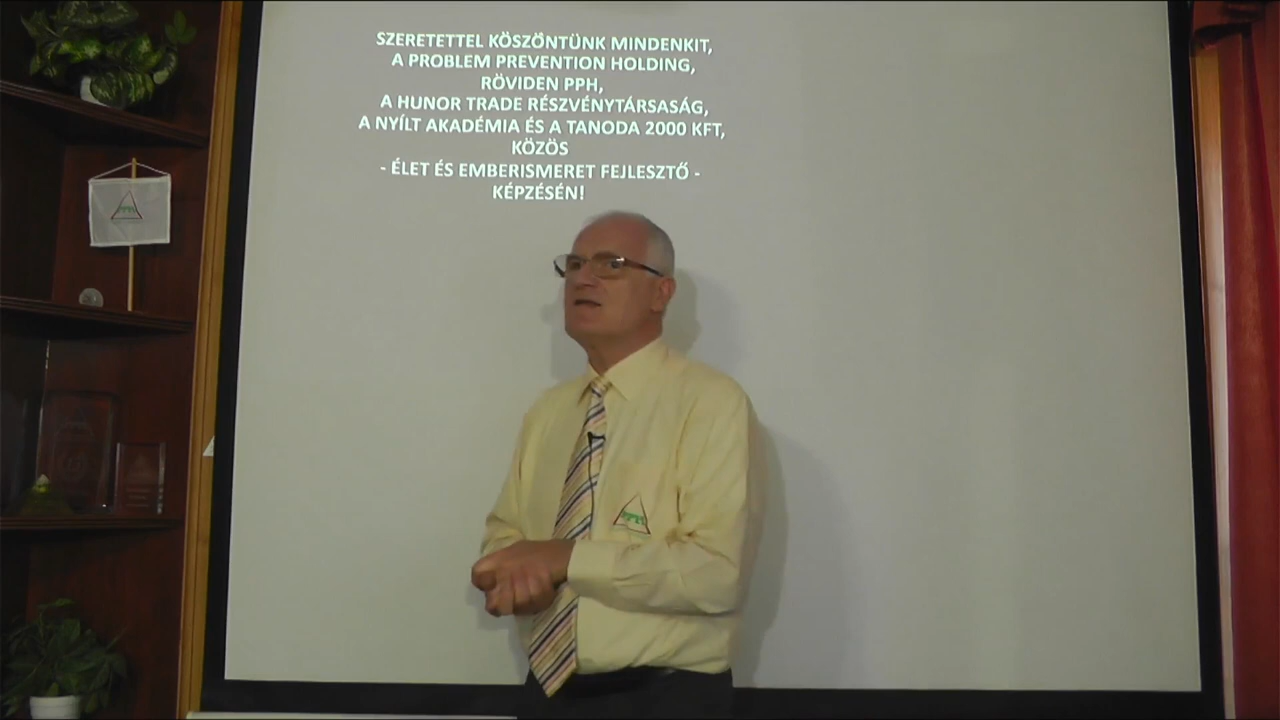 SZERETETTEL KÖSZÖNTÜNK MINDENKIT,
A PROBLEM PREVENTION HOLDING,
RÖVIDEN PPH,
A HUNOR TRADE RÉSZVÉNYTÁRSASÁG,
A NYÍLT AKADÉMIA ÉS A TANODA 2000 KFT,
KÖZÖS
- ÉLET ÉS EMBERISMERET FEJLESZTŐ -
KÉPZÉSÉN!